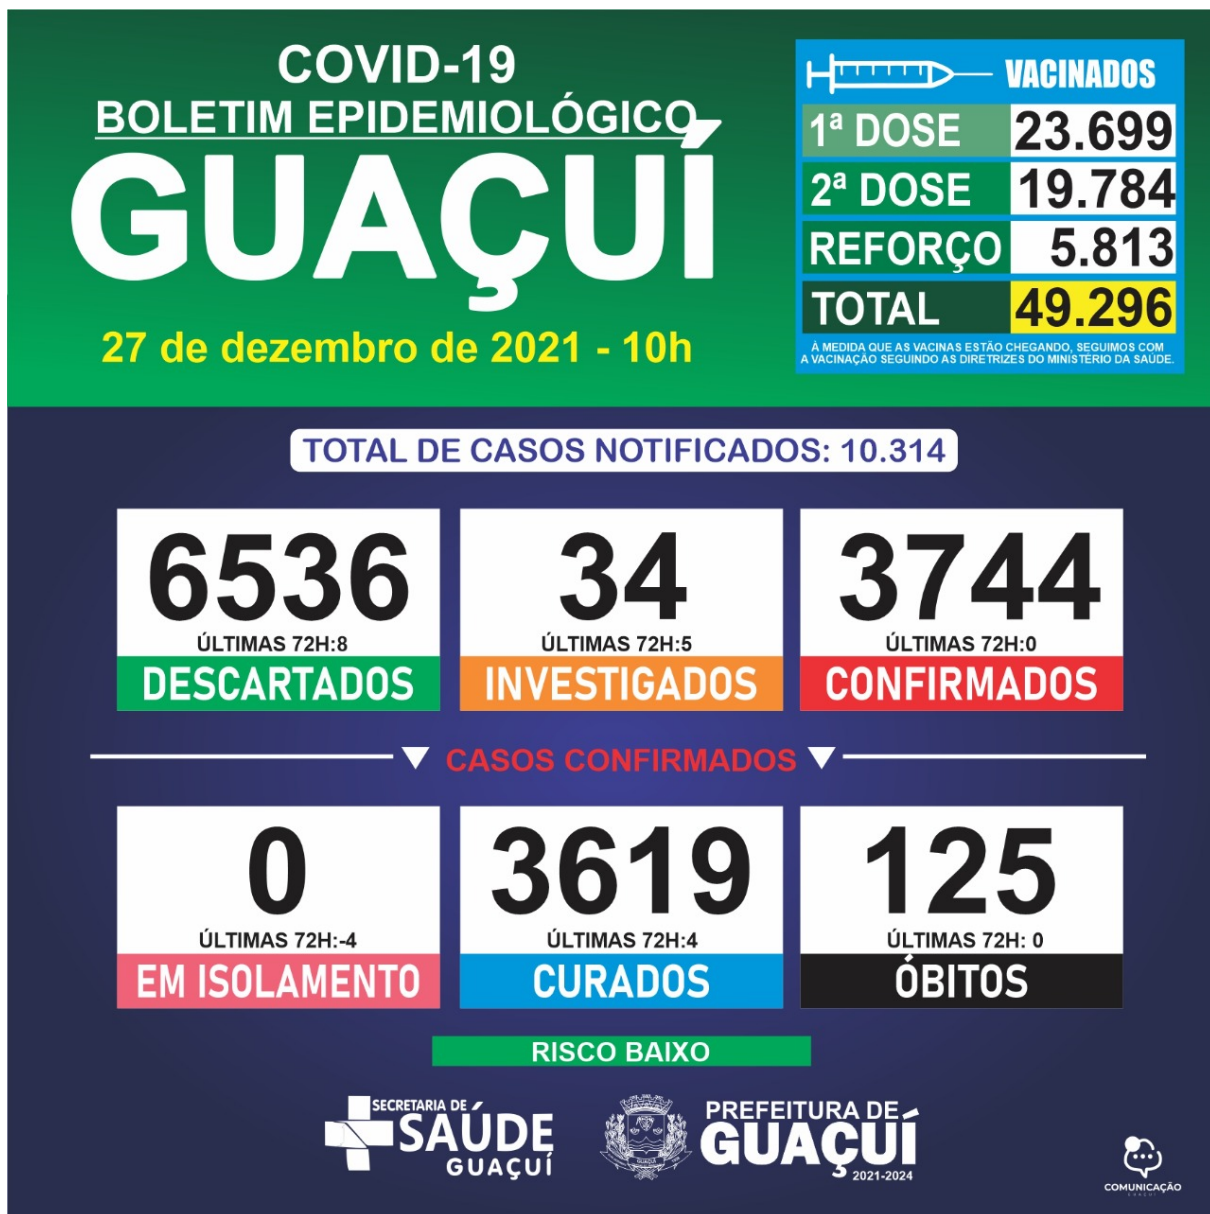 COVID-19
BOLETIM EPIDEMIOLÓGICO
GUAÇUÍ
27 de dezembro de 2021 - 10h
VACINADOS
1ª DOSE 23.699
2ª DOSE 19.784
REFORÇO 5.813
TOTAL 49.296
À MEDIDA QUE AS VACINAS ESTÃO CHEGANDO, SEGUIMOS COM
A VACINAÇÃO SEGUINDO AS DIRETRIZES DO MINISTÉRIO DA SAÚDE.
TOTAL DE CASOS NOTIFICADOS: 10.314
6536
ÚLTIMAS 72H:8
DESCARTADOS
34
ÚLTIMAS 72H:5
INVESTIGADOS
3744
ÚLTIMAS 72H:0
CONFIRMADOS
CASOS CONFIRMADOS
0
ÚLTIMAS 72H:-4
EM ISOLAMENTO
3619
ÚLTIMAS 72H:4
CURADOS
125
ÚLTIMAS 72H: 0
ÓBITOS
RISCO BAIXO
SECRETARIA DE
SAÚDE
GUAÇUÍ
GUAÇUÍ
PREFEITURA DE
GUAÇUÍ
2021-2024
COMUNICAÇÃO
GUAÇUÍ